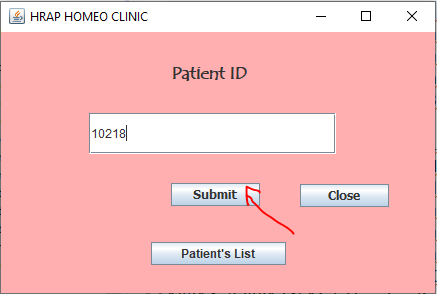 HRAP HOMEO CLINIC
Patient ID
10218
Submit Close
Patient's List